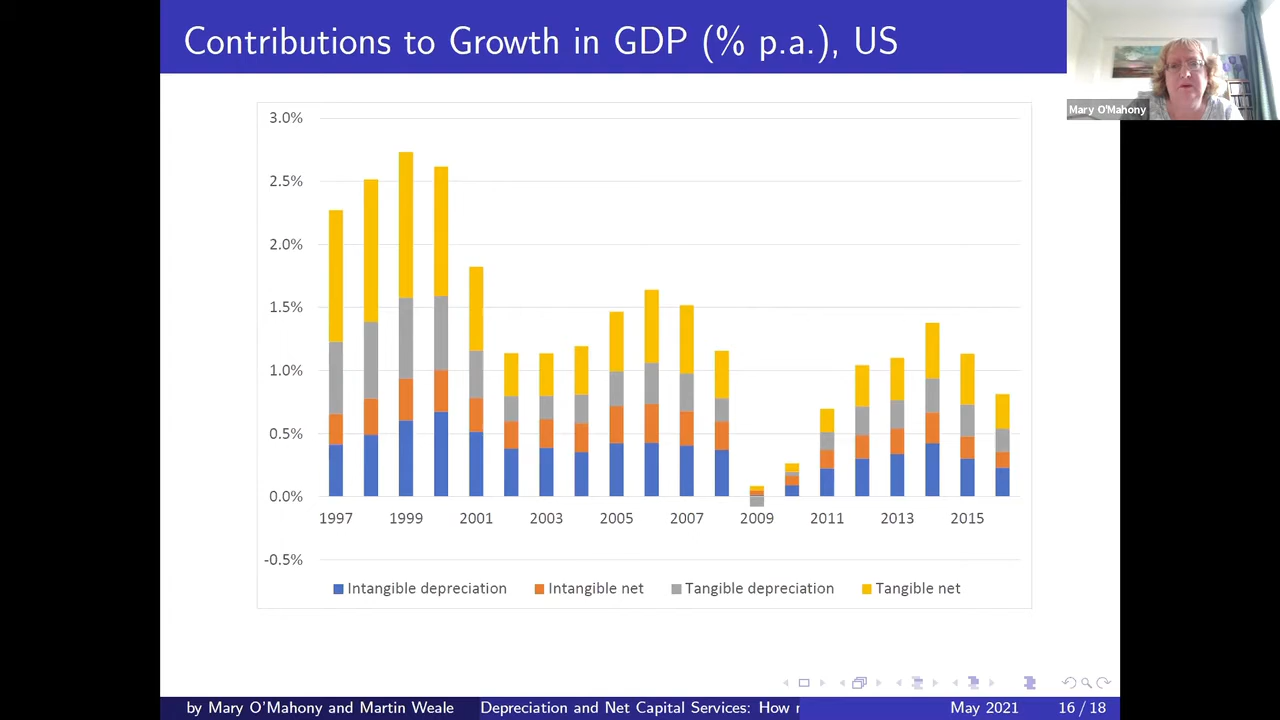 Contributions to Growth in GDP (% p.a.), US
Mary O'Mahony
3.0%
2.5%
2.0%
1.5%
1.0%
0.5%
0.0%
1997 1999 2001 2003 2005 2007 2009 2011 2013 2015
-0.5%
Intangible depreciation Intangible net Tangible depreciation Tangible net
by Mary O'Mahony and Martin Weale Depreciation and Net Capital Services: How May 2021 16 / 18